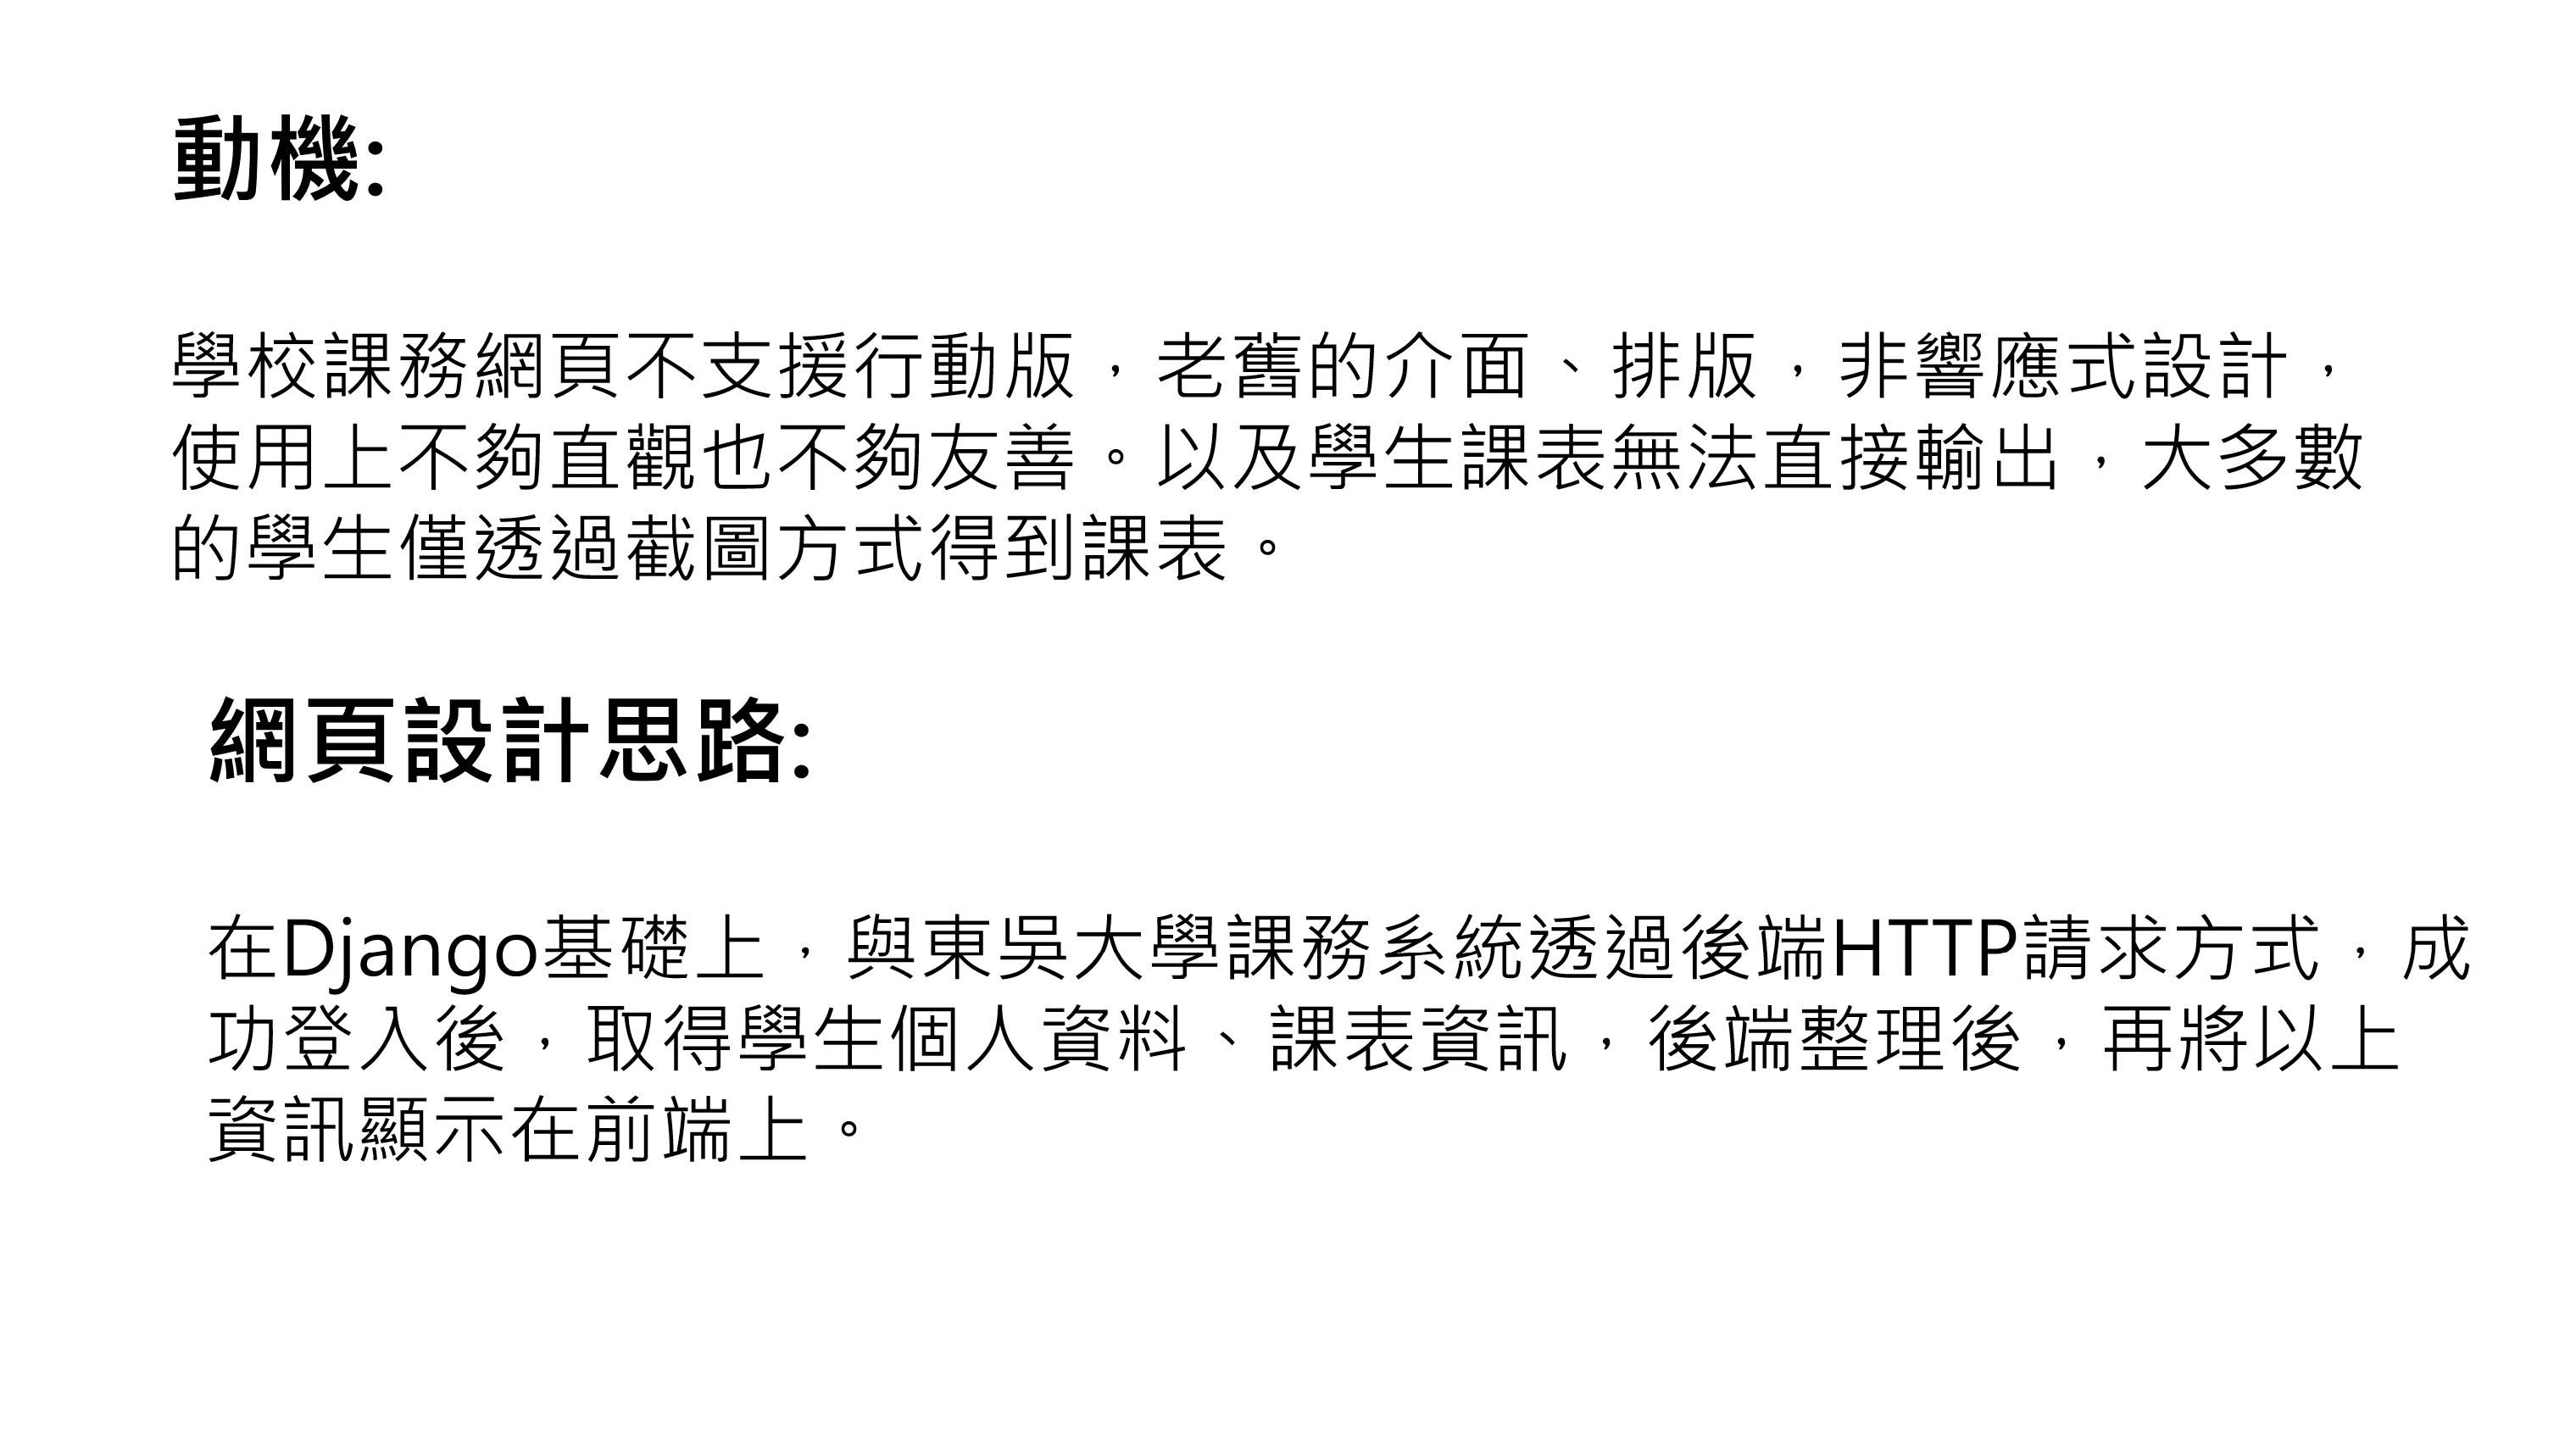 動機:
學校課務網頁不支援行動版，老舊的介面、排版，非響應式設計，
使用上不夠直觀也不夠友善。以及學生課表無法直接輸出，大多數
的學生僅透過截圖方式得到課表。
網頁設計思路:
在Django基礎上，與東吳大學課務系統透過後端HTTP請求方式，成
功登入後，取得學生個人資料、課表資訊，後端整理後，再將以上
資訊顯示在前端上。